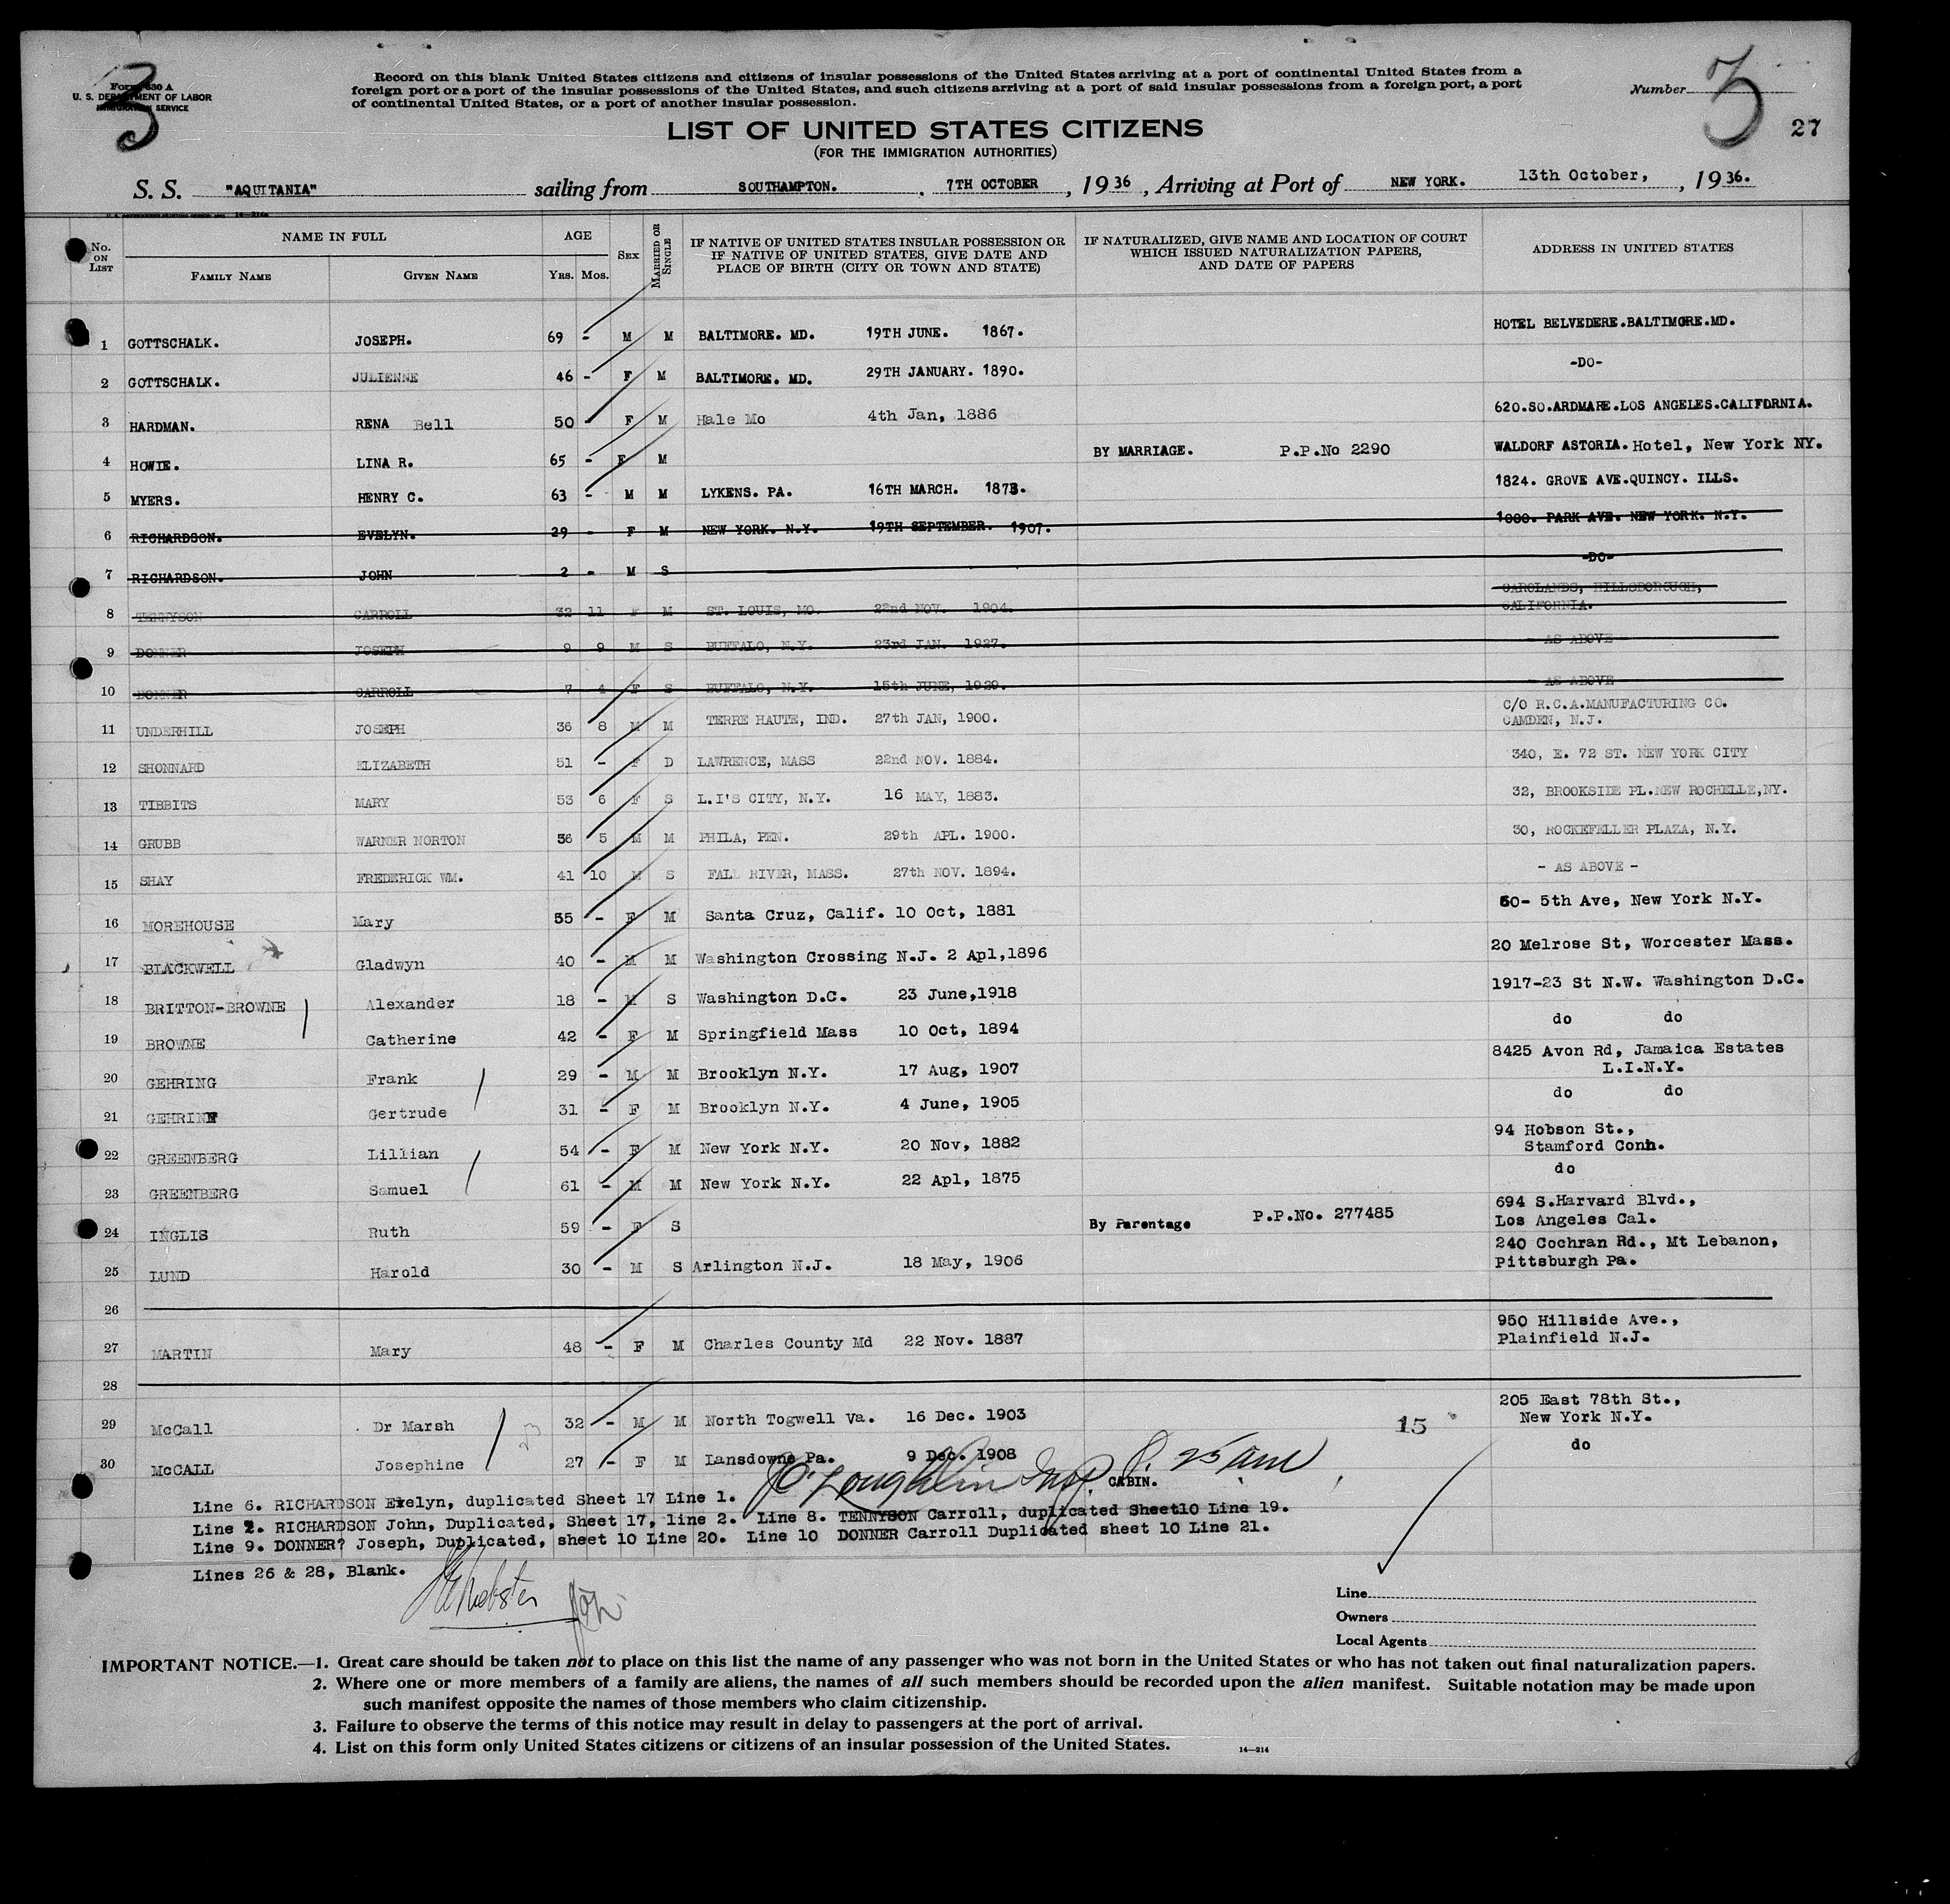 3
Form 630 A
U. S. DEPARTMENT OF LABOR
IMMIGRATION SERVICE
Record on this blank United States citizens and citizens of insular possessions of the United States arriving at a port of continental United States from a
foreign port or a port of the insular possessions of the United States, and such citizens arriving at a port of said insular possessions from a foreign port, a port
of continental United States, or a port of another insular possession.
Number 3
27
LIST OF UNITED STATES CITIZENS
(FOR THE IMMIGRATION AUTHORITIES)
S. S. "AQUITANIA" sailing from SOUTHAMPTON. , 7TH OCTOBER , 19 36 , Arriving at Port of NEW YORK. 13th October, , 19 36.
No. ON LIST NAME IN FULL FAMILY NAME GIVEN NAME AGE Yrs. Mos. SEX MARRIED OR SINGLE IF NATIVE OF UNITED STATES INSULAR POSSESSION OR IF NATIVE OF UNITED STATES, GIVE DATE AND PLACE OF BIRTH (CITY OR TOWN AND STATE) IF NATURALIZED, GIVE NAME AND LOCATION OF COURT WHICH ISSUED NATURALIZATION PAPERS, AND DATE OF PAPERS ADDRESS IN UNITED STATES
1 GOTTSCHALK. JOSEPH. 69 - M M BALTIMORE. MD. 19TH JUNE. 1867. HOTEL BELVEDERE.BALTIMORE.MD.
2 GOTTSCHALK. JULIENNE 46 - F M BALTIMORE. MD. 29TH JANUARY. 1890. -DO-
3 HARDMAN. RENA Bell 50 - F M Hale Mo 4th Jan, 1886 620.SO.ARDMARE.LOS ANGELES.CALIFORNIA.
4 HOWIE. LINA R. 65 - F M BY MARRIAGE. P.P.No 2290 WALDORF ASTORIA. Hotel, New York NY.
5 MYERS. HENRY C. 63 - M M LYKENS. PA. 16TH MARCH. 1873. 1824. GROVE AVE.QUINCY. ILLS.
6 RICHARDSON. EVELYN. 29 - F M NEW YORK. N.Y. 19TH SEPTEMBER. 1907. 1000. PARK AVE. NEW YORK. N.Y.
7 RICHARDSON. JOHN 2 - M S -DO-
8 TENNYSON CARROLL 32 11 F M ST. LOUIS, MO. 22nd NOV. 1904. CAROLANDS, HILLSBOROUGH, CALIFORNIA.
9 DONNER JOSEPH 9 9 M S BUFFALO, N.Y. 23rd JAN. 1927. AS ABOVE
10 DONNER CARROLL 7 4 F S BUFFALO, N.Y. 15th JUNE, 1929. AS ABOVE
11 UNDERHILL JOSEPH 36 8 M M TERRE HAUTE, IND. 27th JAN, 1900. C/O R.C.A.MANUFACTURING CO. CAMDEN, N.J.
12 SHONNARD ELIZABETH 51 - F D LAWRENCE, MASS 22nd NOV. 1884. 340, E. 72 ST. NEW YORK CITY
13 TIBBITS MARY 53 6 F S L.I'S CITY, N.Y. 16 MAY, 1883. 32, BROOKSIDE PL.NEW ROCHELLE,NY.
14 GRUBB WARNER NORTON 36 5 M M PHILA, PEN. 29th APL. 1900. 30, ROCKEFELLER PLAZA, N.Y.
15 SHAY FREDERICK WM. 41 10 M S FALL RIVER, MASS. 27th NOV. 1894. - AS ABOVE -
16 MOREHOUSE Mary 55 - F M Santa Cruz, Calif. 10 Oct, 1881 60- 5th Ave, New York N.Y.
17 BLACKWELL Gladwyn 40 - M M Washington Crossing N.J. 2 Apl,1896 20 Melrose St, Worcester Mass.
18 BRITTON-BROWNE Alexander 18 - M S Washington D.C. 23 June,1918 1917-23 St N.W. Washington D.C.
19 BROWNE Catherine 42 - F M Springfield Mass 10 Oct, 1894 do do
20 GEHRING Frank 29 - M M Brooklyn N.Y. 17 Aug, 1907 8425 Avon Rd, Jamaica Estates L.I.N.Y.
21 GEHRING Gertrude 31 - F M Brooklyn N.Y. 4 June, 1905 do do
22 GREENBERG Lillian 54 - F M New York N.Y. 20 Nov, 1882 94 Hobson St., Stamford Conn.
23 GREENBERG Samuel 61 - M M New York N.Y. 22 Apl, 1875 do
24 INGLIS Ruth 59 - F S By Parentage P.P.No. 277485 694 S.Harvard Blvd., Los Angeles Cal.
25 LUND Harold 30 - M S Arlington N.J. 18 May, 1906 240 Cochran Rd., Mt Lebanon, Pittsburgh Pa.
26
27 MARTIN Mary 48 - F M Charles County Md 22 Nov. 1887 950 Hillside Ave., Plainfield N.J.
28
29 McCall Dr Marsh 32 - M M North Togwell Va. 16 Dec. 1903 15 205 East 78th St., New York N.Y.
30 McCALL Josephine 27 - F M Lansdowne Pa. 9 Dec. 1908 do
CABIN.
Line 6. RICHARDSON Evelyn, duplicated Sheet 17 Line 1.
Line 7. RICHARDSON John, Duplicated, Sheet 17, line 2. Line 8. TENNYSON Carroll, duplicated Sheet10 Line 19.
Line 9. DONNER? Joseph, Duplicated, sheet 10 Line 20. Line 10 DONNER Carroll Duplicated sheet 10 Line 21.
Lines 26 & 28, Blank.
Line
Owners
Local Agents
IMPORTANT NOTICE.—1. Great care should be taken not to place on this list the name of any passenger who was not born in the United States or who has not taken out final naturalization papers.
2. Where one or more members of a family are aliens, the names of all such members should be recorded upon the alien manifest. Suitable notation may be made upon
such manifest opposite the names of those members who claim citizenship.
3. Failure to observe the terms of this notice may result in delay to passengers at the port of arrival.
4. List on this form only United States citizens or citizens of an insular possession of the United States.
14—214